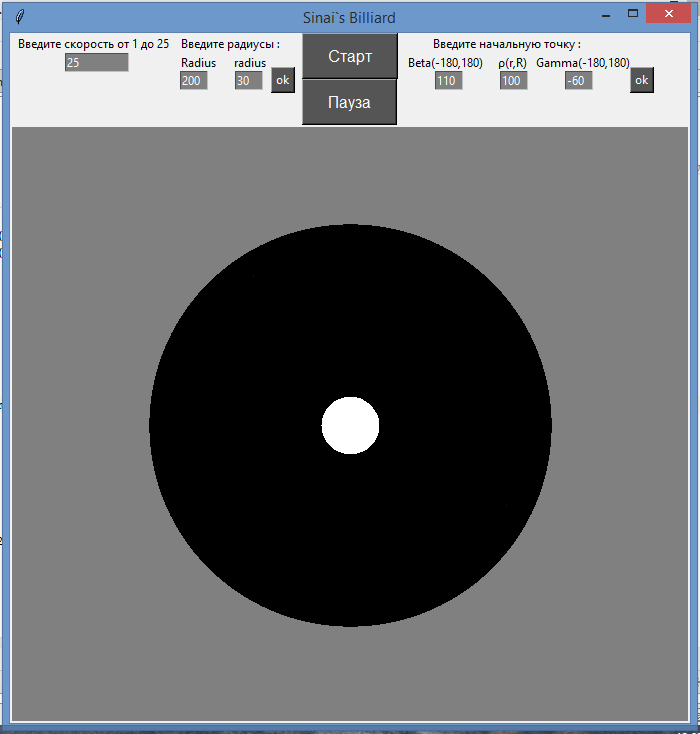 Sinai`s Billiard
Введите скорость от 1 до 25
25
Введите радиусы :
Radius radius
200 30 ok
Старт
Пауза
Введите начальную точку :
Beta(-180,180) ρ(r,R) Gamma(-180,180)
110 100 -60 ok